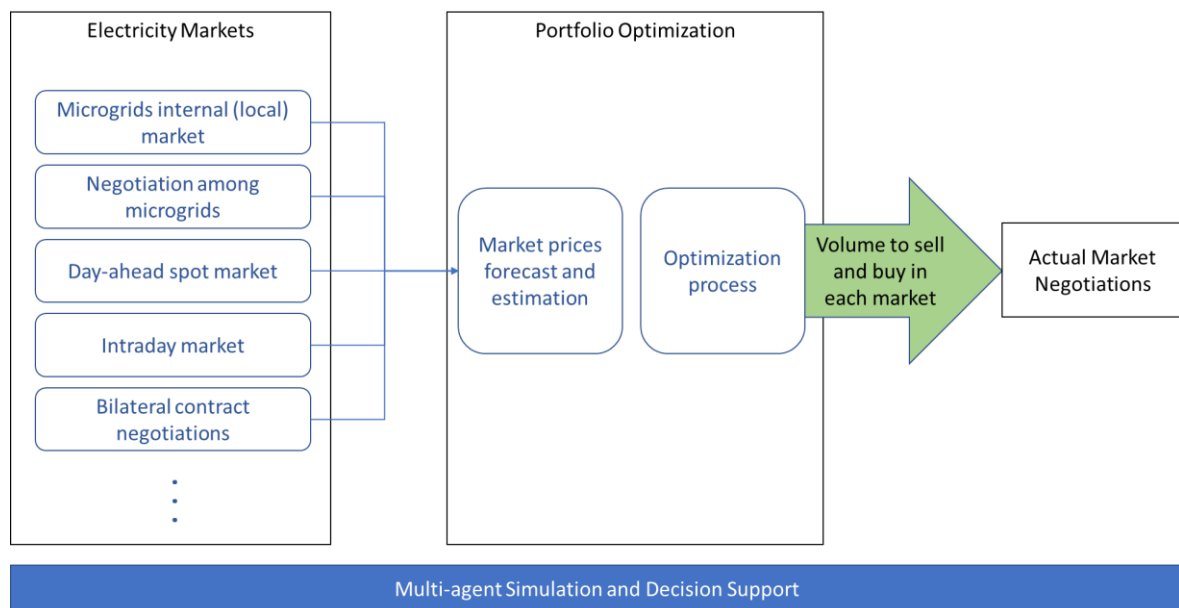 Electricity Markets
Microgrids internal (local)
market
Negotiation among
microgrids
Day-ahead spot market
Intraday market
Bilateral contract
negotiations
Portfolio Optimization
Market prices
forecast and
estimation
Optimization
process
Volume to sell
and buy in
each market
Actual Market
Negotiations
Multi-agent Simulation and Decision Support